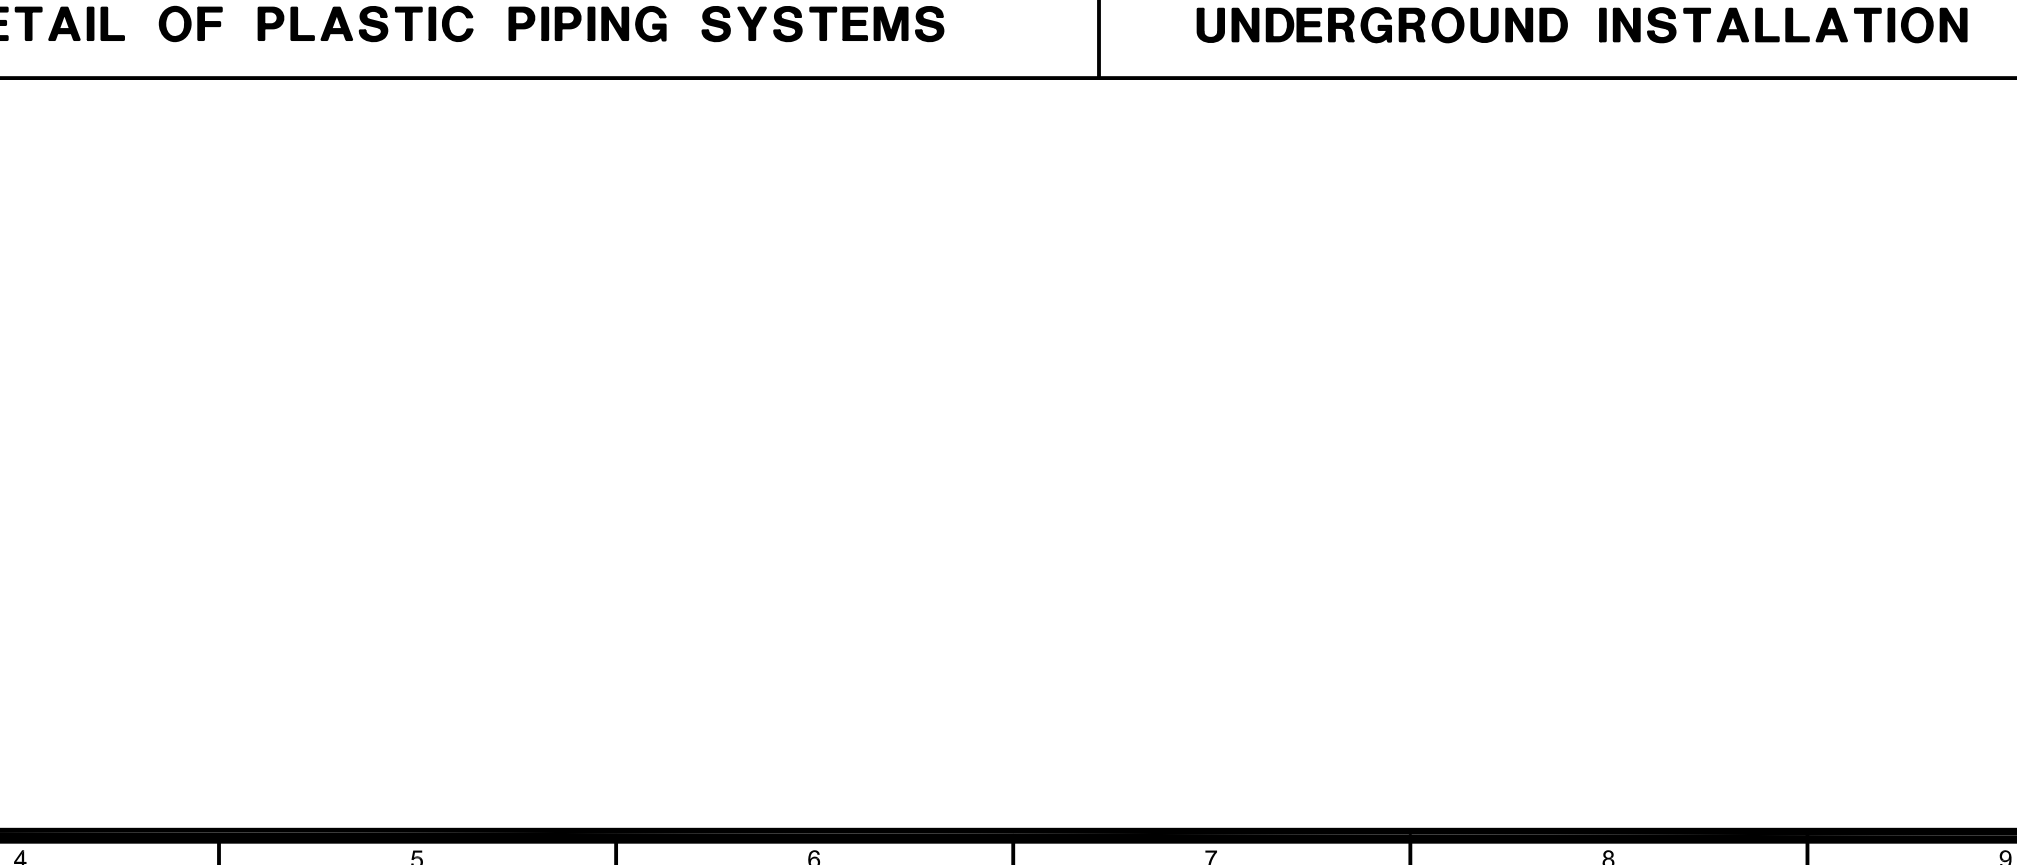 ETAIL OF PLASTIC PIPING SYSTEMS
UNDERGROUND INSTALLATION
4 5 6 7 8 9